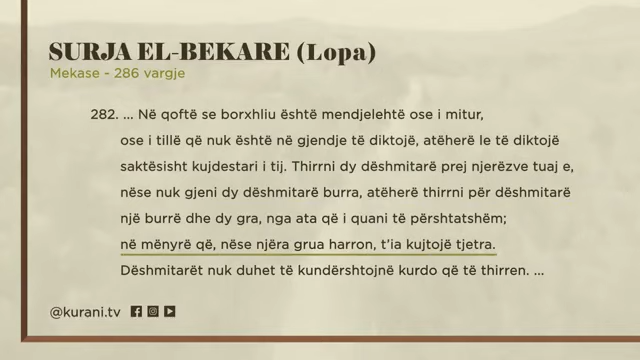 SURJA EL-BEKARE (Lopa)
Mekase - 286 vargje
282. ... Në qoftë se borxhliu është mendjelehtë ose i mitur,
ose i tillë që nuk është në gjendje të diktojë, atëherë le të diktojë
saktësisht kujdestari i tij. Thirrni dy dëshmitarë prej njerëzve tuaj e,
nëse nuk gjeni dy dëshmitarë burra, atëherë thirrni për dëshmitarë
një burrë dhe dy gra, nga ata që i quani të përshtatshëm;
në mënyrë që, nëse njëra grua harron, t'ia kujtojë tjetra.
Dëshmitarët nuk duhet të kundërshtojnë kurdo që të thirren. ...
@kurani.tv